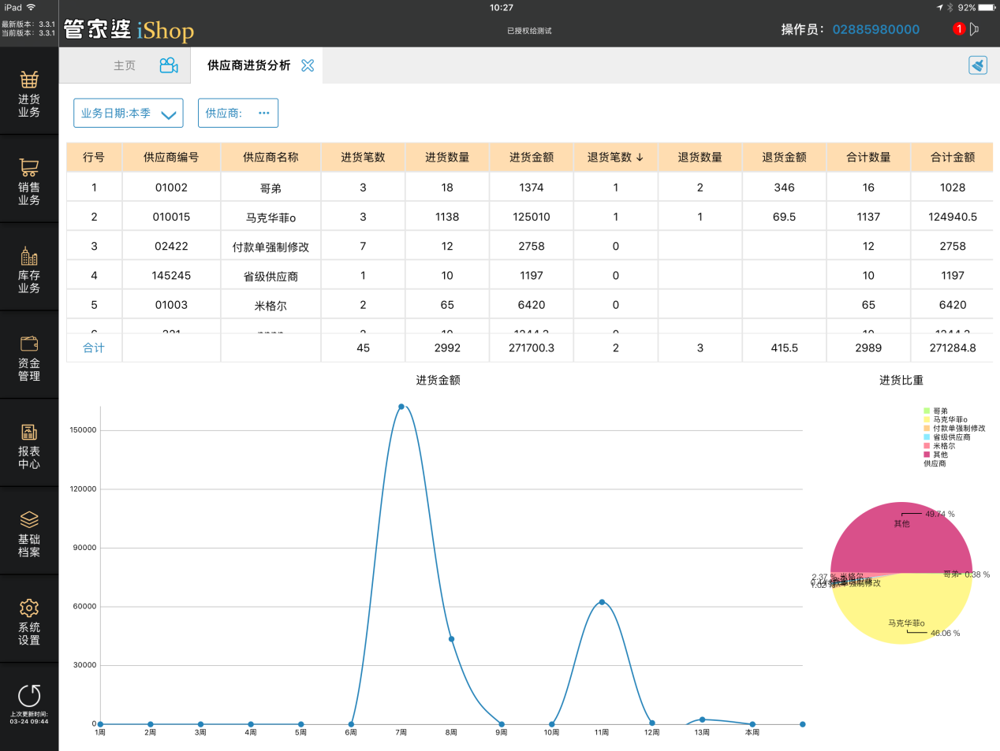 iPad
10:27
92%
最新版本：3.3.1
当前版本：3.3.1
管家婆 iShop
已授权给测试
操作员：02885980000
1
主页
供应商进货分析
业务日期:本季
供应商: ···
进货
业务
销售
业务
库存
业务
资金
管理
报表
中心
基础
档案
系统
设置
上次更新时间:
03-24 09:44
行号 供应商编号 供应商名称 进货笔数 进货数量 进货金额 退货笔数 ↓ 退货数量 退货金额 合计数量 合计金额
1 01002 哥弟 3 18 1374 1 2 346 16 1028
2 010015 马克华菲o 3 1138 125010 1 1 69.5 1137 124940.5
3 02422 付款单强制修改 7 12 2758 0 12 2758
4 145245 省级供应商 1 10 1197 0 10 1197
5 01003 米格尔 2 65 6420 0 65 6420
合计 45 2992 271700.3 2 3 415.5 2989 271284.8
进货金额
150000
120000
90000
60000
30000
0
1周 2周 3周 4周 5周 6周 7周 8周 9周 10周 11周 12周 13周 本周
进货比重
哥弟
马克华菲o
付款单强制修改
省级供应商
米格尔
其他
供应商
49.74 %
其他
哥弟 0.38 %
2.37 % 米格尔
1.02 % 付款单强制修改
马克华菲o
46.06 %